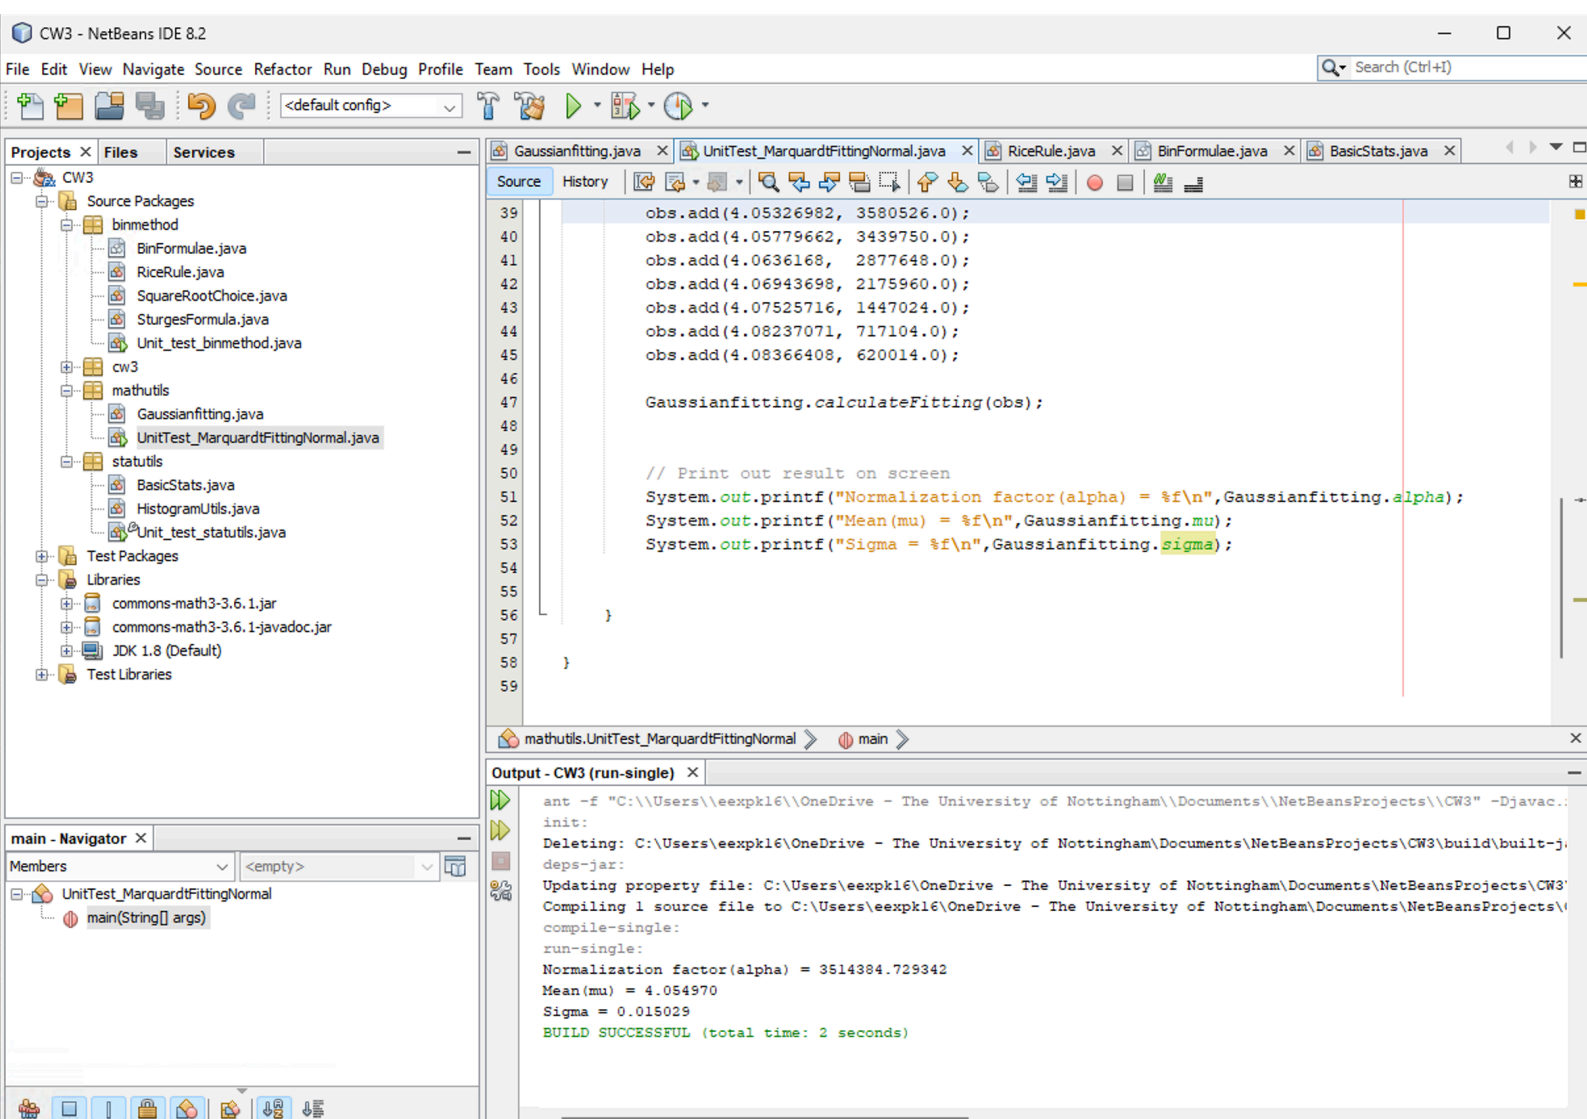 CW3 - NetBeans IDE 8.2
File Edit View Navigate Source Refactor Run Debug Profile Team Tools Window Help
Search (Ctrl+I)
<default config>
Projects Files Services
CW3
Source Packages
binmethod
BinFormulae.java
RiceRule.java
SquareRootChoice.java
SturgesFormula.java
Unit_test_binmethod.java
cw3
mathutils
Gaussianfitting.java
UnitTest_MarquardtFittingNormal.java
statutils
BasicStats.java
HistogramUtils.java
Unit_test_statutils.java
Test Packages
Libraries
commons-math3-3.6.1.jar
commons-math3-3.6.1-javadoc.jar
JDK 1.8 (Default)
Test Libraries
main - Navigator
Members <empty>
UnitTest_MarquardtFittingNormal
main(String[] args)
Gaussianfitting.java UnitTest_MarquardtFittingNormal.java RiceRule.java BinFormulae.java BasicStats.java
Source History
39 obs.add(4.05326982, 3580526.0);
40 obs.add(4.05779662, 3439750.0);
41 obs.add(4.0636168, 2877648.0);
42 obs.add(4.06943698, 2175960.0);
43 obs.add(4.07525716, 1447024.0);
44 obs.add(4.08237071, 717104.0);
45 obs.add(4.08366408, 620014.0);
46
47 Gaussianfitting.calculateFitting(obs);
48
49
50 // Print out result on screen
51 System.out.printf("Normalization factor(alpha) = %f\n",Gaussianfitting.alpha);
52 System.out.printf("Mean(mu) = %f\n",Gaussianfitting.mu);
53 System.out.printf("Sigma = %f\n",Gaussianfitting.sigma);
54
55
56 }
57
58 }
59
mathutils.UnitTest_MarquardtFittingNormal main
Output - CW3 (run-single)
ant -f "C:\\Users\\eexpk16\\OneDrive - The University of Nottingham\\Documents\\NetBeansProjects\\CW3" -Djavac.
init:
Deleting: C:\Users\eexpk16\OneDrive - The University of Nottingham\Documents\NetBeansProjects\CW3\build\built-j
deps-jar:
Updating property file: C:\Users\eexpk16\OneDrive - The University of Nottingham\Documents\NetBeansProjects\CW3
Compiling 1 source file to C:\Users\eexpk16\OneDrive - The University of Nottingham\Documents\NetBeansProjects\
compile-single:
run-single:
Normalization factor(alpha) = 3514384.729342
Mean(mu) = 4.054970
Sigma = 0.015029
BUILD SUCCESSFUL (total time: 2 seconds)